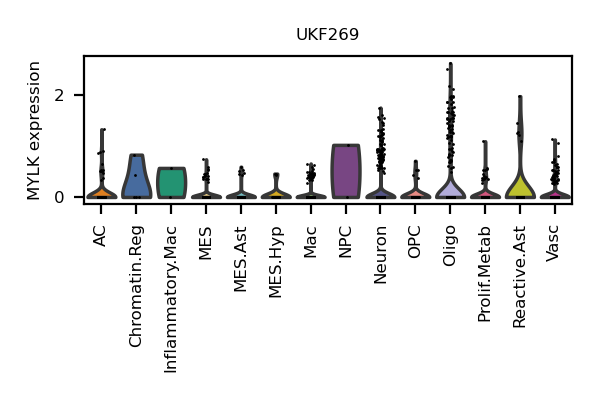 UKF269
MYLK expression
2
0
AC
Chromatin.Reg
Inflammatory.Mac
MES
MES.Ast
MES.Hyp
Mac
NPC
Neuron
OPC
Oligo
Prolif.Metab
Reactive.Ast
Vasc